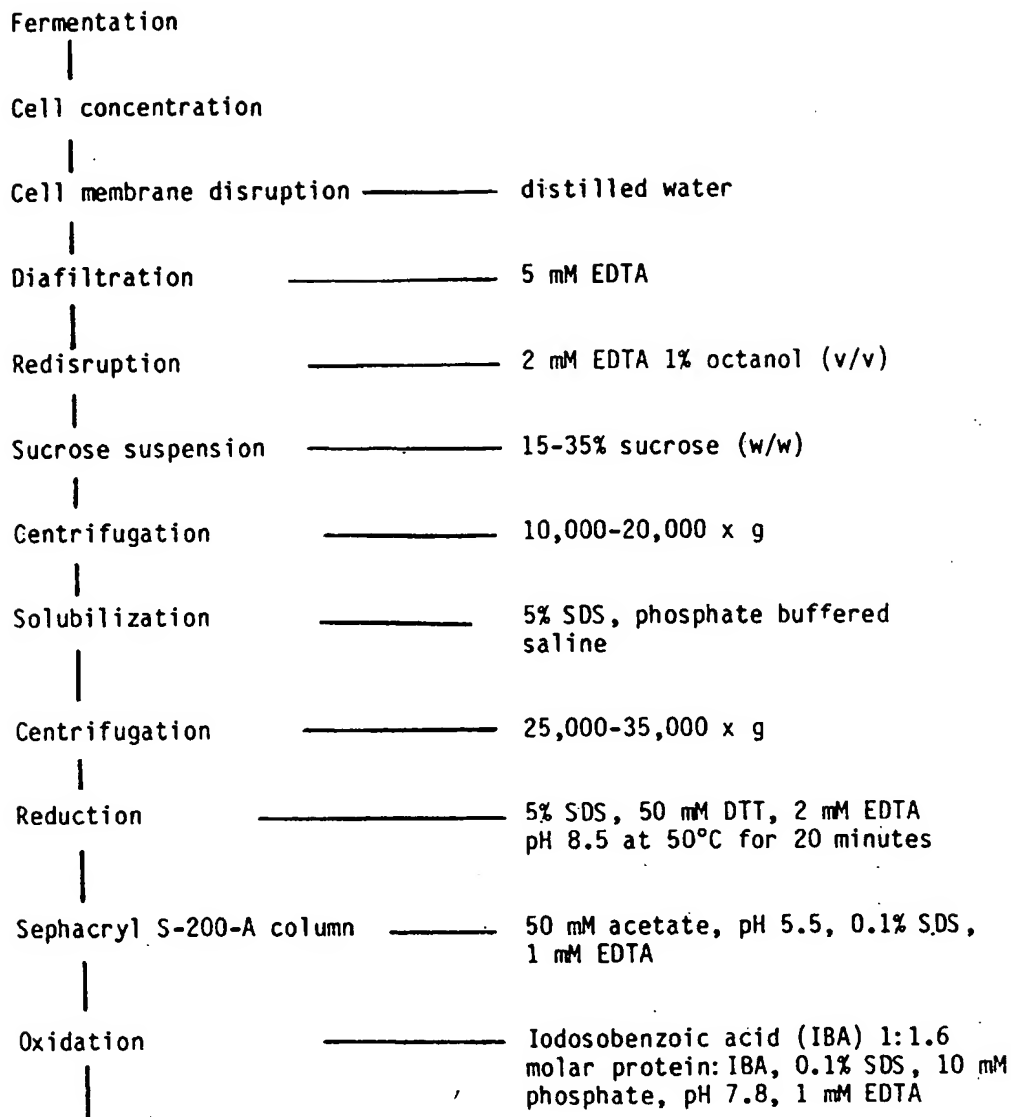 Fermentation
Cell concentration
Cell membrane disruption distilled water
Diafiltration 5 mM EDTA
Redisruption 2 mM EDTA 1% octanol (v/v)
Sucrose suspension 15-35% sucrose (w/w)
Centrifugation 10,000-20,000 x g
Solubilization 5% SDS, phosphate buffered
saline
Centrifugation 25,000-35,000 x g
Reduction 5% SDS, 50 mM DTT, 2 mM EDTA
pH 8.5 at 50°C for 20 minutes
Sephacryl S-200-A column 50 mM acetate, pH 5.5, 0.1% SDS,
1 mM EDTA
Oxidation Iodosobenzoic acid (IBA) 1:1.6
molar protein: IBA, 0.1% SDS, 10 mM
phosphate, pH 7.8, 1 mM EDTA